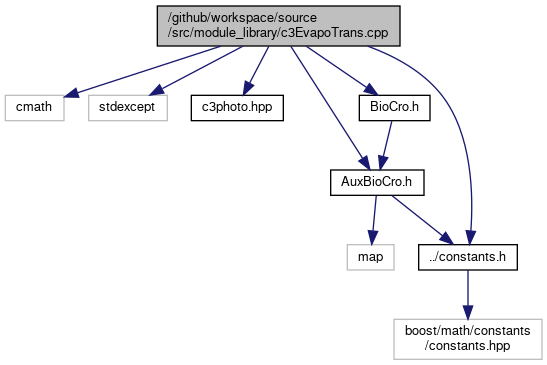 /github/workspace/source
/src/module_library/c3EvapoTrans.cpp
cmath
stdexcept
c3photo.hpp
BioCro.h
AuxBioCro.h
map
../constants.h
boost/math/constants
/constants.hpp